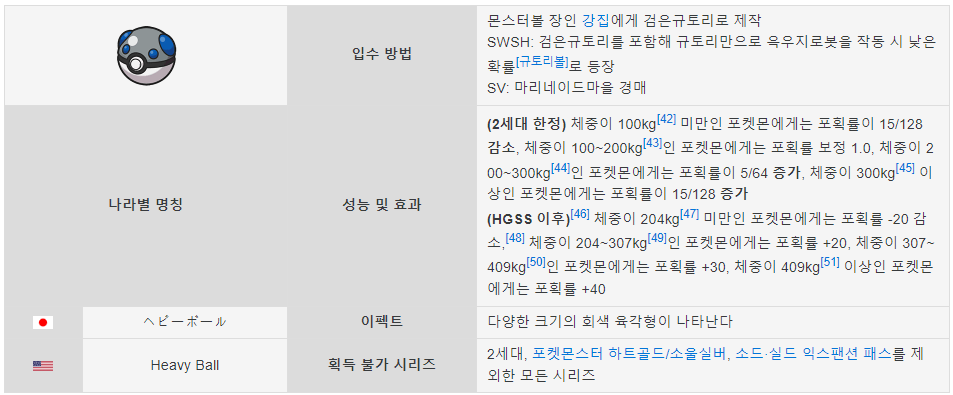 입수 방법
몬스터볼 장인 강집에게 검은규토리로 제작
SWSH: 검은규토리를 포함해 규토리만으로 욕우지로봇을 작동 시 낮은
확률[규토리볼]로 등장
SV: 마리네이드마을 경매
나라별 명칭
성능 및 효과
(2세대 한정) 체중이 100kg[42] 미만인 포켓몬에게는 포획률이 15/128
감소, 체중이 100~200kg[43]인 포켓몬에게는 포획률 보정 1.0, 체중이 2
00~300kg[44]인 포켓몬에게는 포획률이 5/64 증가, 체중이 300kg[45] 이
상인 포켓몬에게는 포획률이 15/128 증가
(HGSS 이후)[46] 체중이 204kg[47] 미만인 포켓몬에게는 포획률 -20 감
소,[48] 체중이 204~307kg[49]인 포켓몬에게는 포획률 +20, 체중이 307~
409kg[50]인 포켓몬에게는 포획률 +30, 체중이 409kg[51] 이상인 포켓몬
에게는 포획률 +40
ヘビーボール
이펙트
다양한 크기의 회색 육각형이 나타난다
Heavy Ball
획득 불가 시리즈
2세대, 포켓몬스터 하트골드/소울실버, 소드·실드 익스팬션 패스를 제
외한 모든 시리즈